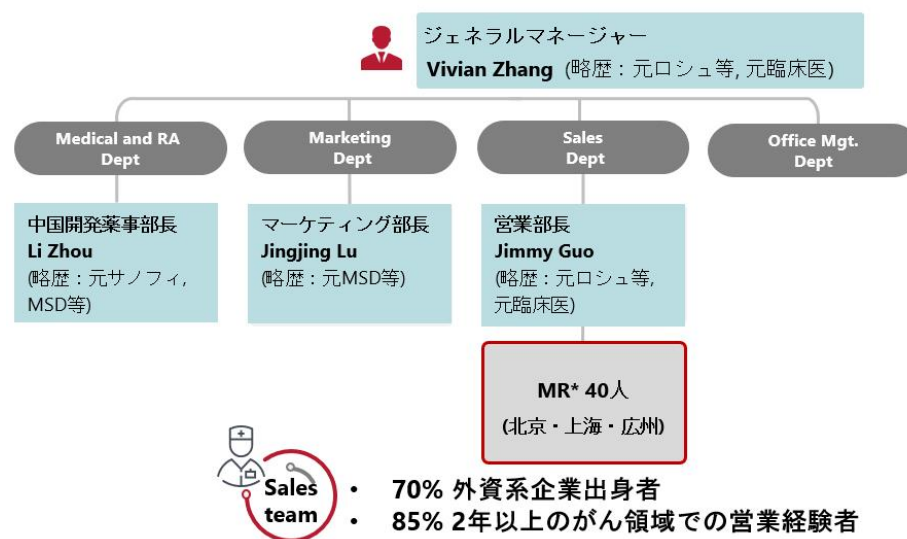 ジェネラルマネージャー
Vivian Zhang (略歴：元ロシュ等, 元臨床医)
Medical and RA
Dept
Marketing
Dept
Sales
Dept
Office Mgt.
Dept
中国開発薬事部長
Li Zhou
(略歴：元サノフィ,
MSD等)
マーケティング部長
Jingjing Lu
(略歴：元MSD等)
営業部長
Jimmy Guo
(略歴：元ロシュ等,
元臨床医)
MR* 40人
(北京・上海・広州)
Sales
team
• 70% 外資系企業出身者
• 85% 2年以上のがん領域での営業経験者